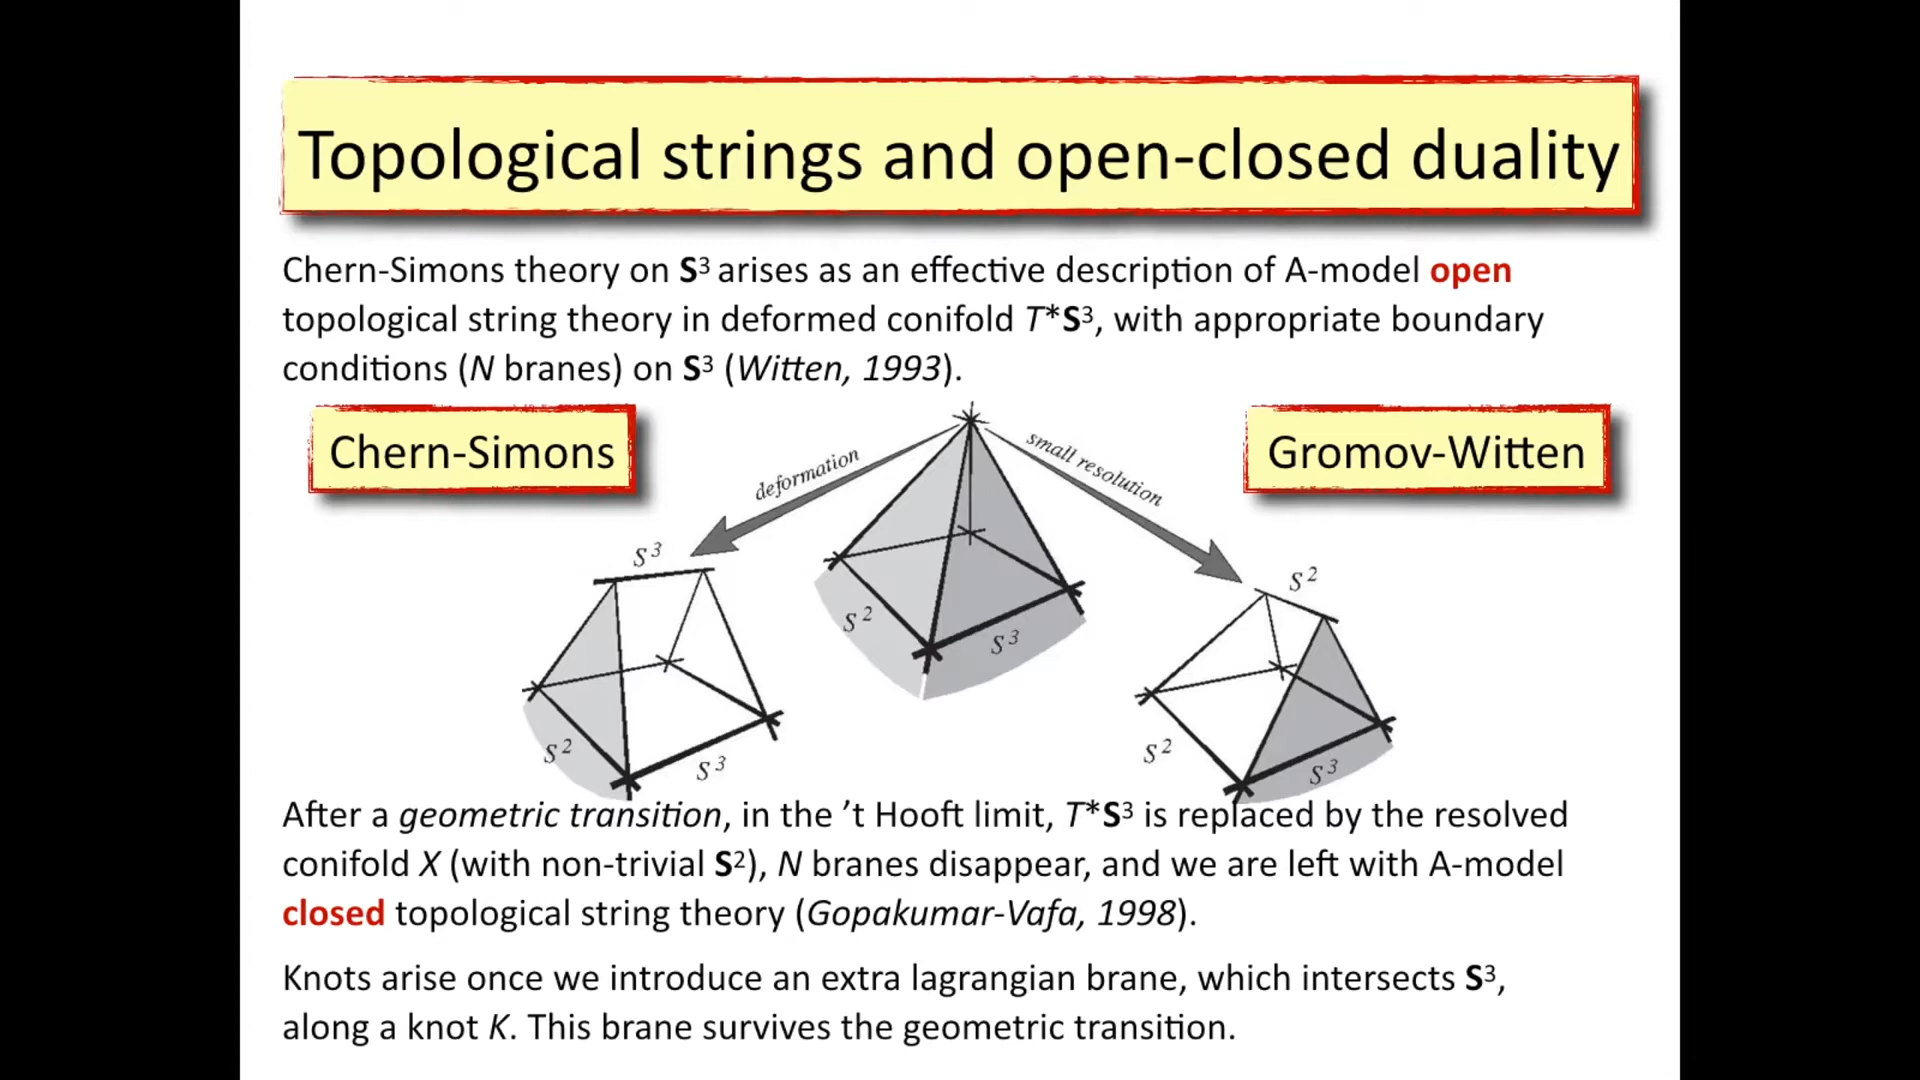 Topological strings and open-closed duality
Chern-Simons theory on S³ arises as an effective description of A-model open
topological string theory in deformed conifold T*S³, with appropriate boundary
conditions (N branes) on S³ (Witten, 1993).
Chern-Simons
Gromov-Witten
deformation
small resolution
S³
S²
S²
S³
S²
S³
S²
S³
After a geometric transition, in the ’t Hooft limit, T*S³ is replaced by the resolved
conifold X (with non-trivial S²), N branes disappear, and we are left with A-model
closed topological string theory (Gopakumar-Vafa, 1998).
Knots arise once we introduce an extra lagrangian brane, which intersects S³,
along a knot K. This brane survives the geometric transition.